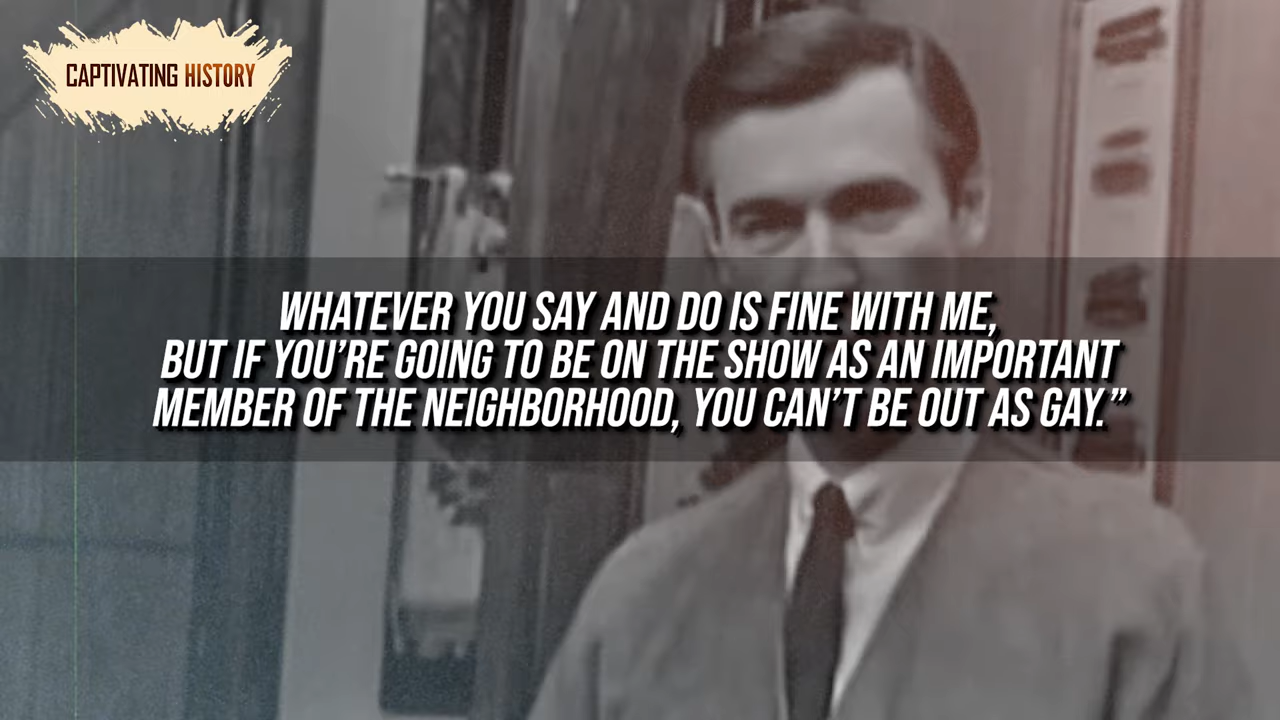 CAPTIVATING HISTORY
WHATEVER YOU SAY AND DO IS FINE WITH ME,
BUT IF YOU’RE GOING TO BE ON THE SHOW AS AN IMPORTANT
MEMBER OF THE NEIGHBORHOOD, YOU CAN’T BE OUT AS GAY.”